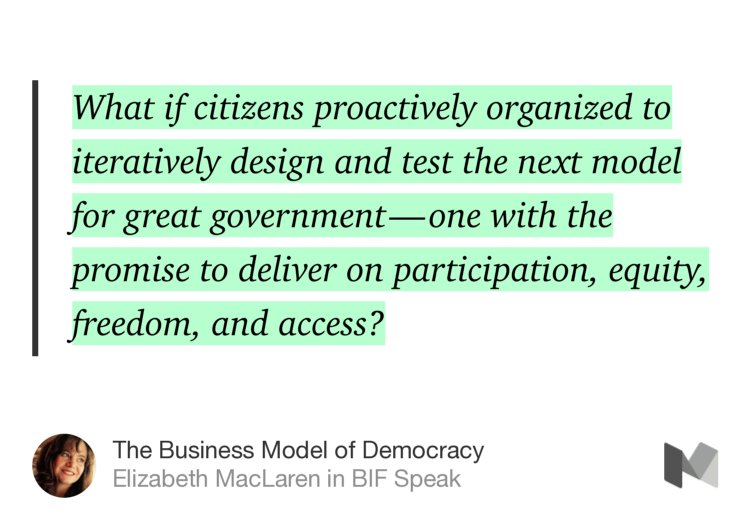 What if citizens proactively organized to
iteratively design and test the next model
for great government—one with the
promise to deliver on participation, equity,
freedom, and access?
The Business Model of Democracy
Elizabeth MacLaren in BIF Speak